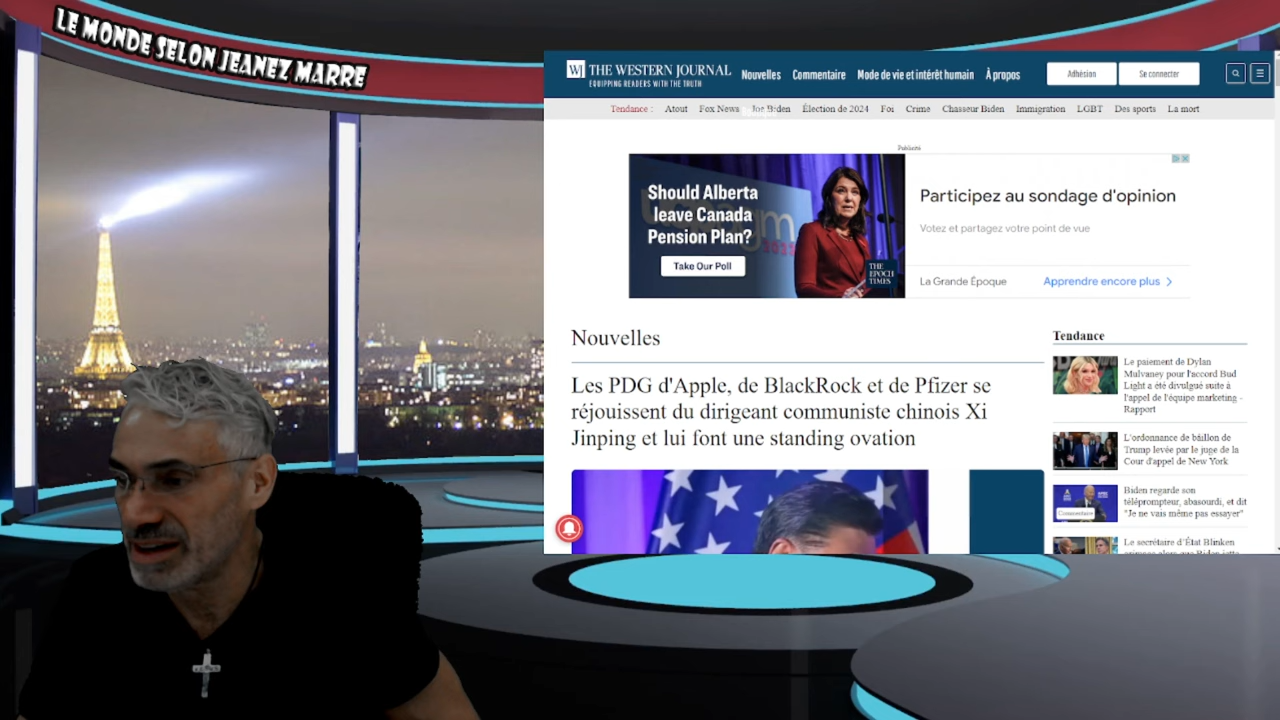 LE MONDE SELON JEANEZ MARRE
WJ THE WESTERN JOURNAL
EQUIPPING READERS WITH THE TRUTH
Nouvelles Commentaire Mode de vie et intérêt humain À propos
Adhésion Se connecter
Tendance : Atout Fox News Joe Biden Élection de 2024 Foi Crime Chasseur Biden Immigration LGBT Des sports La mort
Publicité
Should Alberta
leave Canada
Pension Plan?
Take Our Poll
THE
EPOCH
TIMES
Participez au sondage d'opinion
Votez et partagez votre point de vue
La Grande Époque Apprendre encore plus
Nouvelles
Les PDG d'Apple, de BlackRock et de Pfizer se
réjouissent du dirigeant communiste chinois Xi
Jinping et lui font une standing ovation
Tendance
Le paiement de Dylan
Mulvaney pour l'accord Bud
Light a été divulgué suite à
l'appel de l'équipe marketing -
Rapport
L'ordonnance de bâillon de
Trump levée par le juge de la
Cour d'appel de New York
Commentaire
Biden regarde son
téléprompteur, abasourdi, et dit
"Je ne vais même pas essayer"
Le secrétaire d'État Blinken